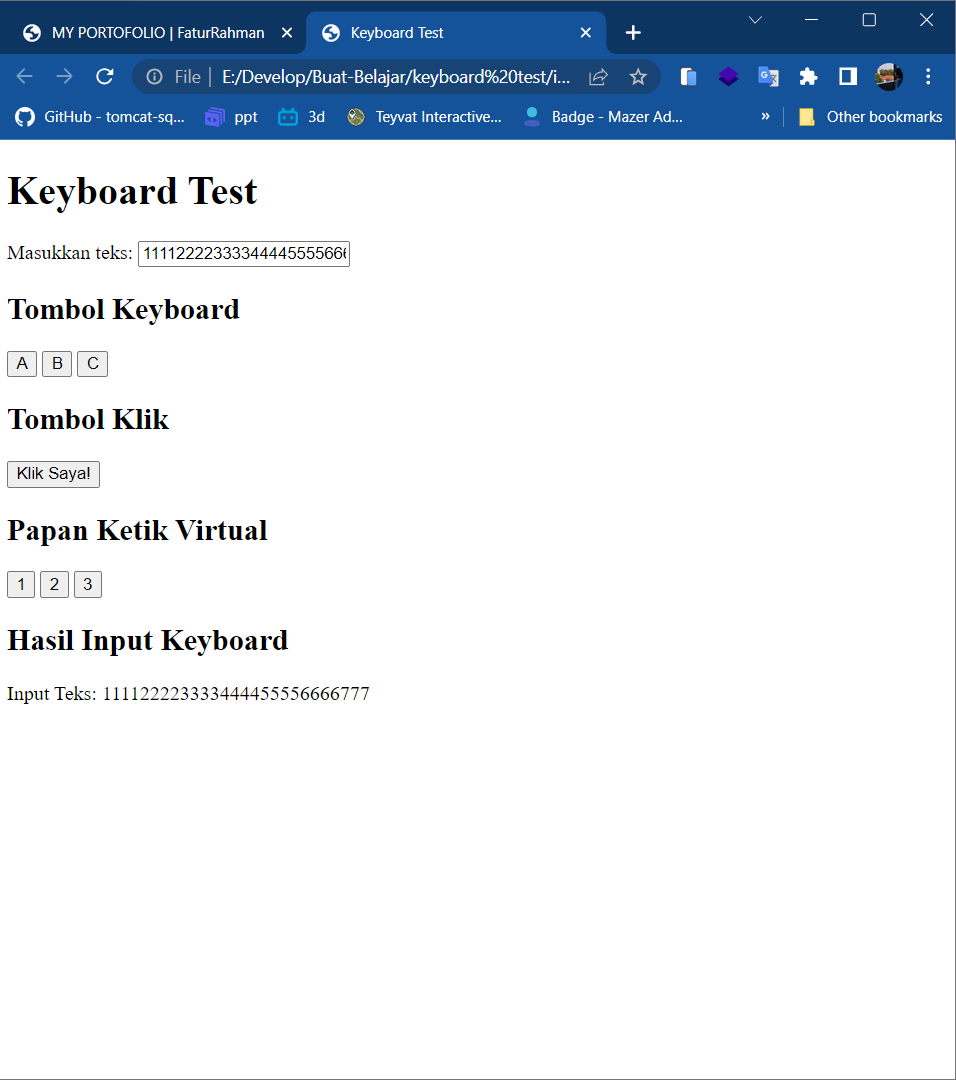 MY PORTOFOLIO | FaturRahman
Keyboard Test
File | E:/Develop/Buat-Belajar/keyboard%20test/i...
GitHub - tomcat-sq...
ppt
3d
Teyvat Interactive...
Badge - Mazer Ad...
»
Other bookmarks
Keyboard Test
Masukkan teks: 111122223333444455556666
Tombol Keyboard
A B C
Tombol Klik
Klik Saya!
Papan Ketik Virtual
1 2 3
Hasil Input Keyboard
Input Teks: 111122223333444455556666777